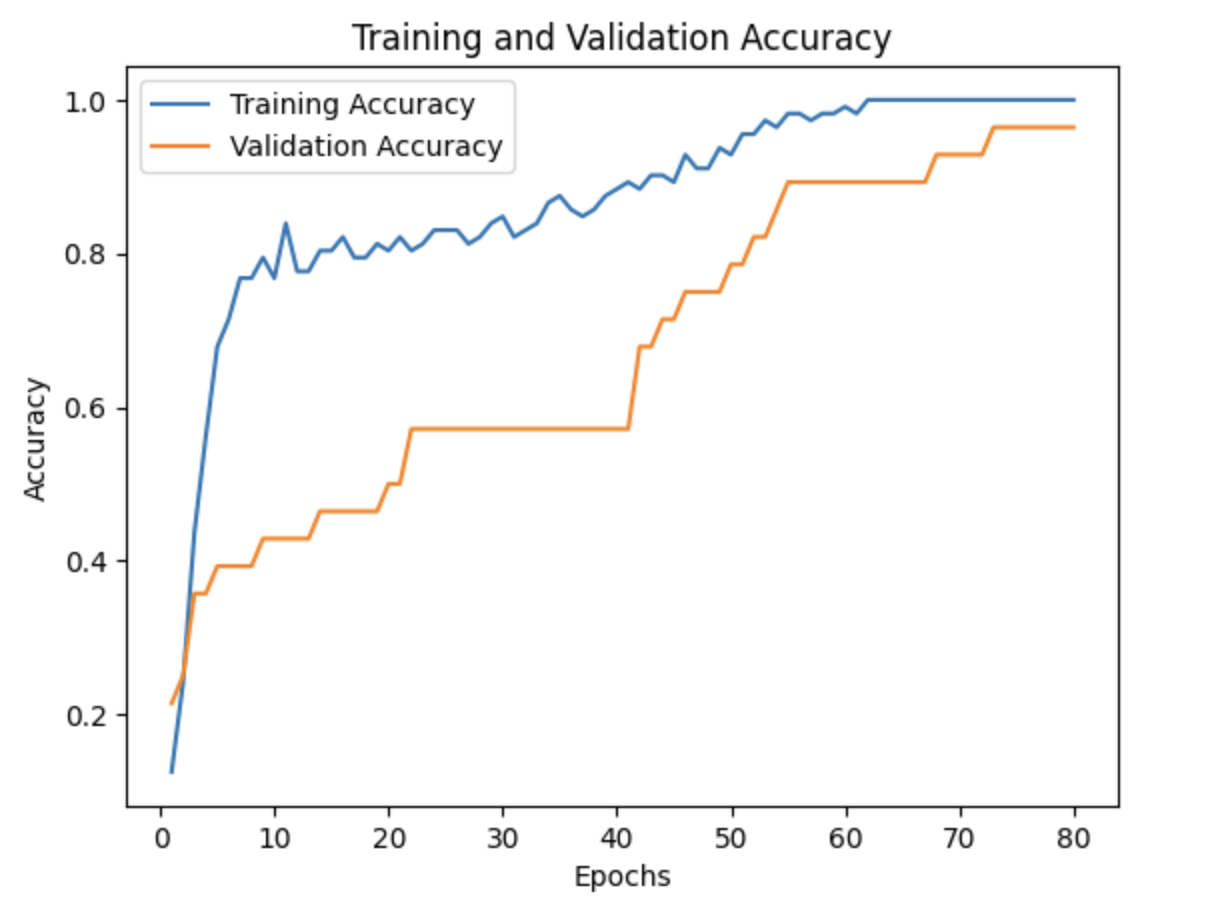 Training and Validation Accuracy
Training Accuracy
Validation Accuracy
1.0
0.8
0.6
0.4
0.2
Accuracy
0 10 20 30 40 50 60 70 80
Epochs